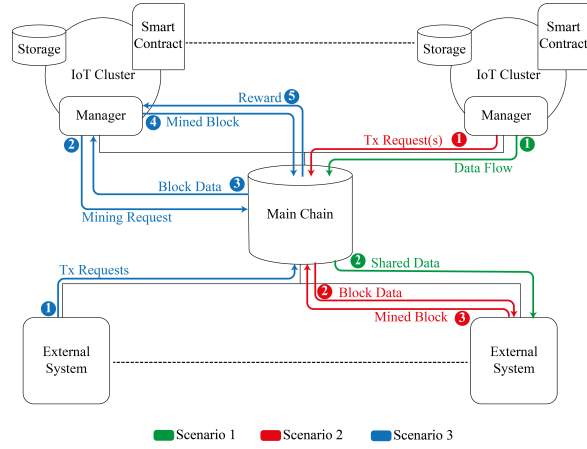 Smart
Contract
Storage
IoT Cluster
Manager
Smart
Contract
Storage
IoT Cluster
Manager
Reward 5
4 Mined Block
2
1
Tx Request(s)
1
Data Flow
Block Data 3
Mining Request
Main Chain
Tx Requests
1
2 Shared Data
2 Block Data
Mined Block 3
External
System
External
System
Scenario 1
Scenario 2
Scenario 3